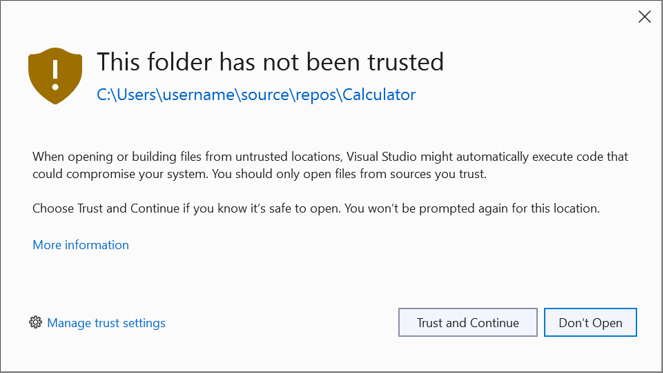 This folder has not been trusted
C:\Users\username\source\repos\Calculator
When opening or building files from untrusted locations, Visual Studio might automatically execute code that
could compromise your system. You should only open files from sources you trust.
Choose Trust and Continue if you know it's safe to open. You won't be prompted again for this location.
More information
Manage trust settings
Trust and Continue
Don't Open